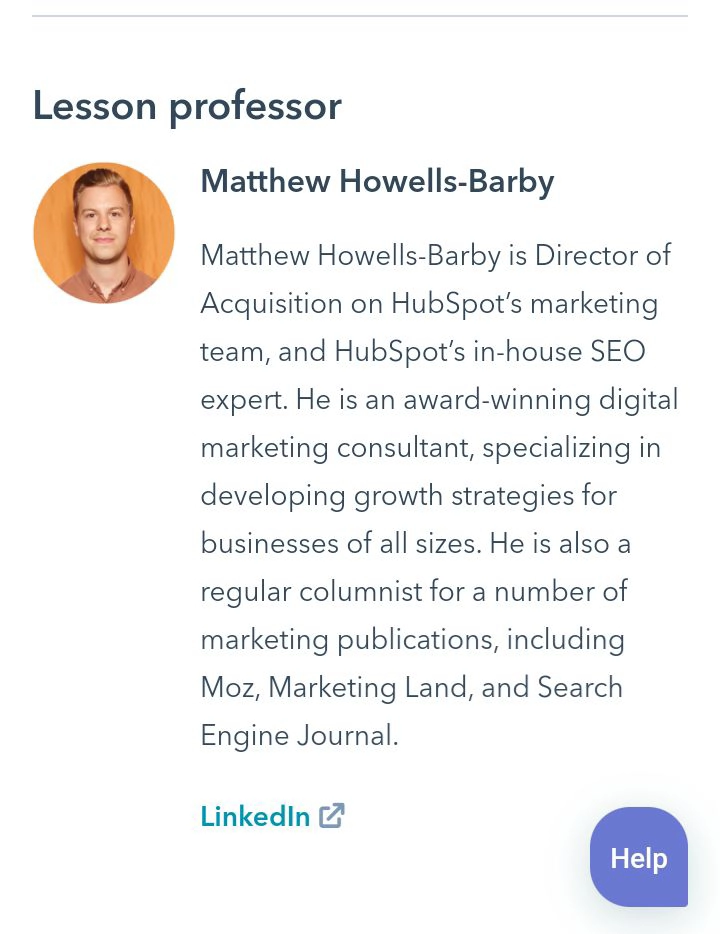 Lesson professor
Matthew Howells-Barby
Matthew Howells-Barby is Director of
Acquisition on HubSpot’s marketing
team, and HubSpot’s in-house SEO
expert. He is an award-winning digital
marketing consultant, specializing in
developing growth strategies for
businesses of all sizes. He is also a
regular columnist for a number of
marketing publications, including
Moz, Marketing Land, and Search
Engine Journal.
LinkedIn
Help